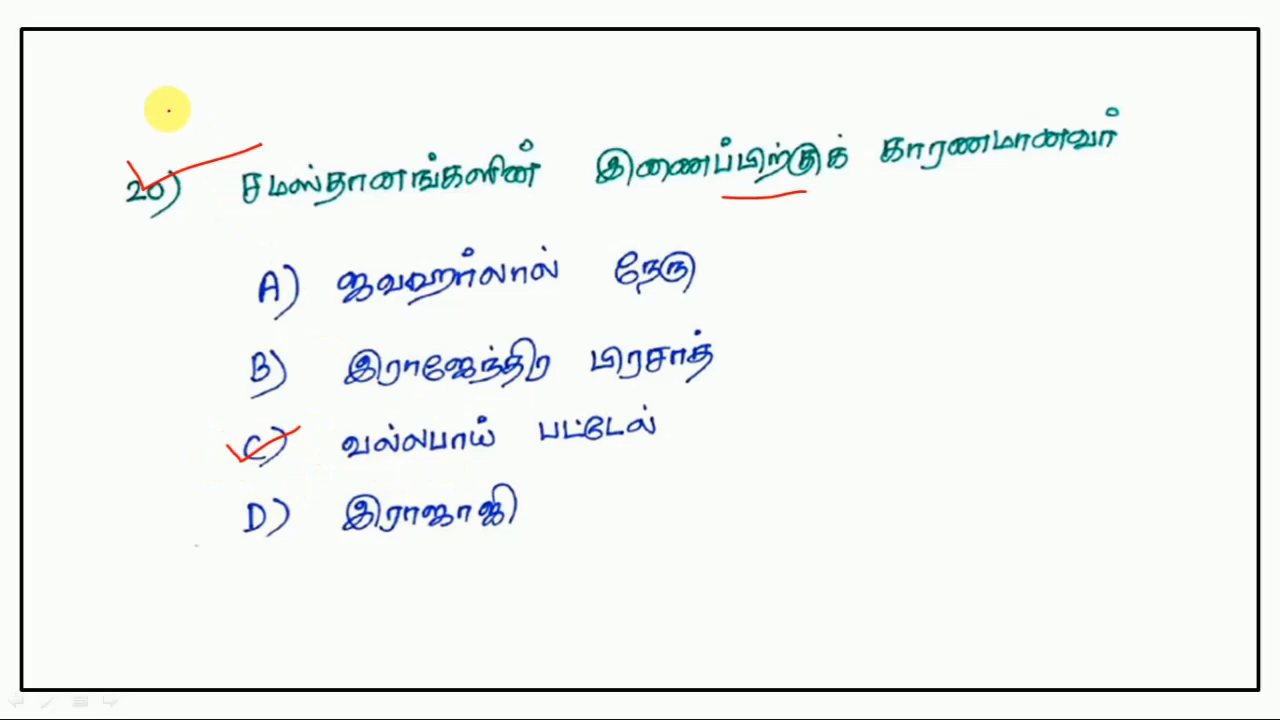 20) சமஸ்தானங்களின் இணைப்பிற்குக் காரணமானவர்
A) ஜவஹர்லால் நேரு
B) இராஜேந்திர பிரசாத்
C) வல்லபாய் பட்டேல்
D) இராஜாஜி